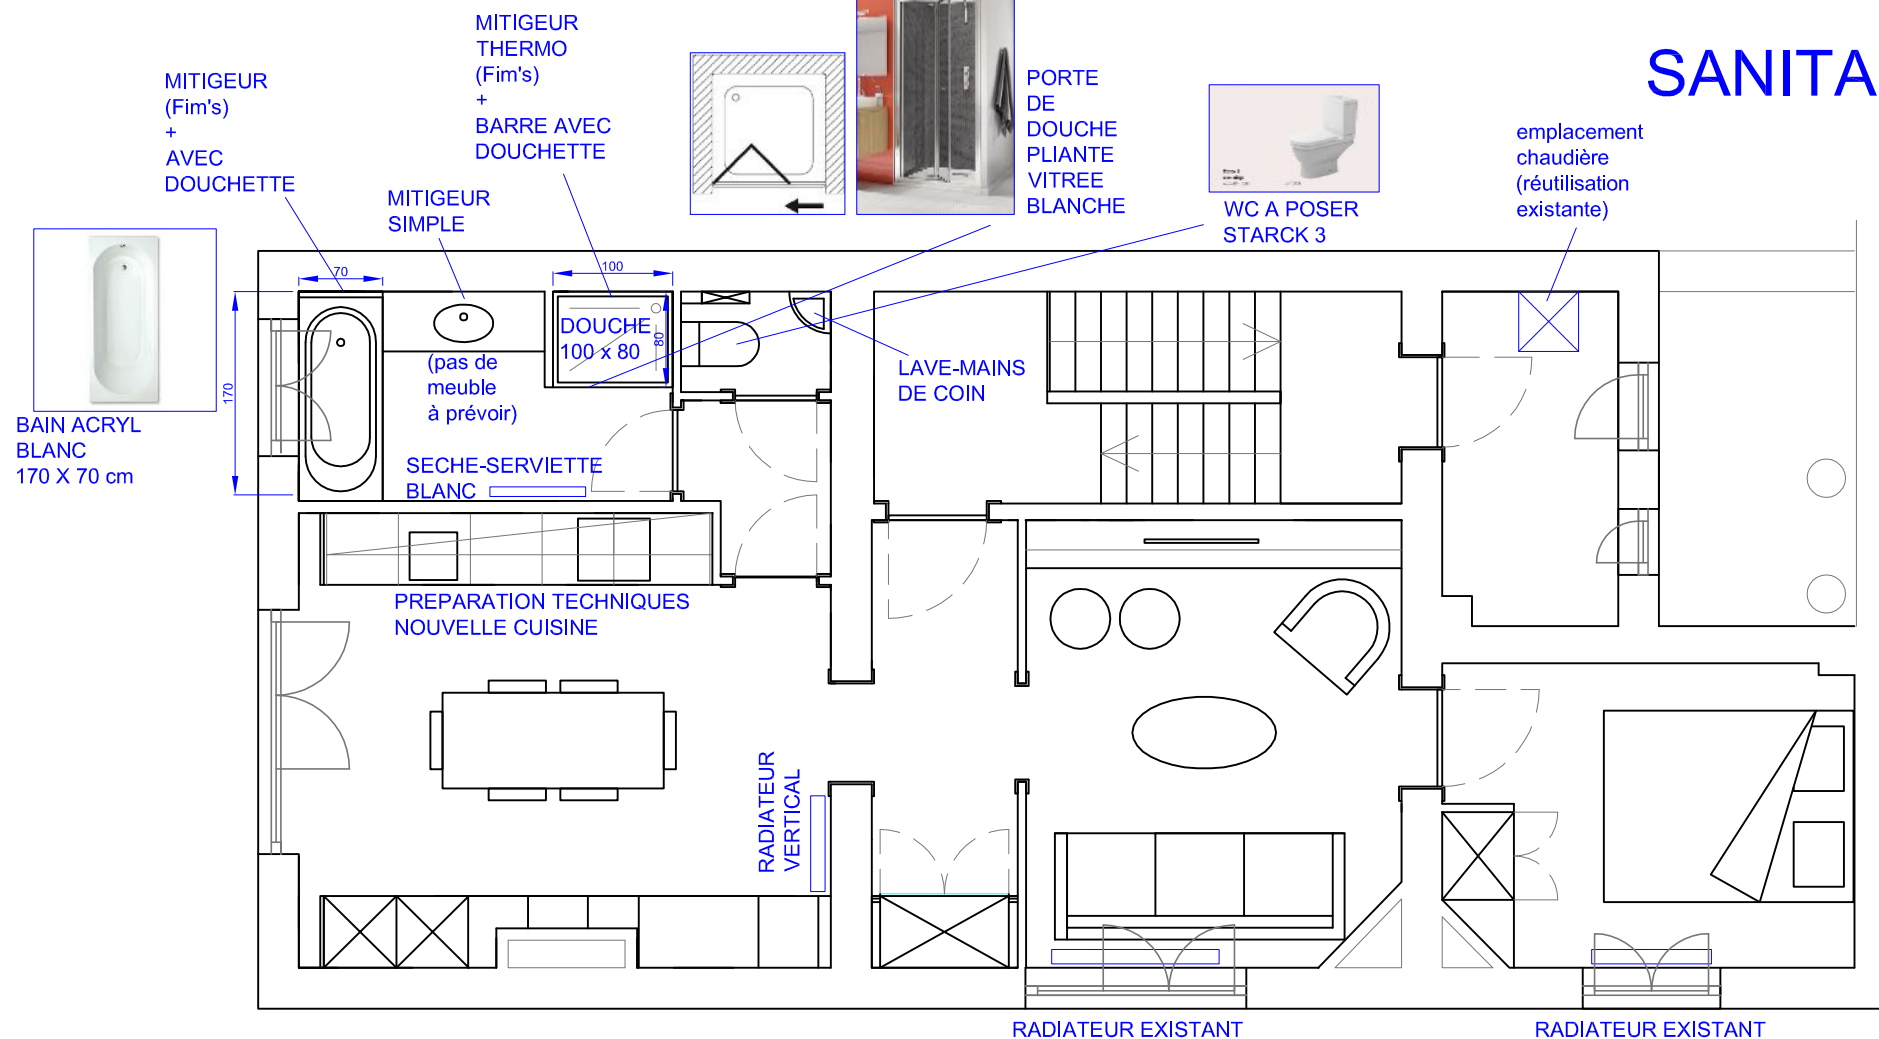 SANITA
MITIGEUR
THERMO
(Fim's)
+
BARRE AVEC
DOUCHETTE
MITIGEUR
(Fim's)
+
AVEC
DOUCHETTE
MITIGEUR
SIMPLE
PORTE
DE
DOUCHE
PLIANTE
VITREE
BLANCHE
WC A POSER
STARCK 3
emplacement
chaudière
(réutilisation
existante)
70
100
170
80
DOUCHE
100 x 80
(pas de
meuble
à prévoir)
LAVE-MAINS
DE COIN
BAIN ACRYL
BLANC
170 X 70 cm
SECHE-SERVIETTE
BLANC
PREPARATION TECHNIQUES
NOUVELLE CUISINE
RADIATEUR
VERTICAL
RADIATEUR EXISTANT
RADIATEUR EXISTANT